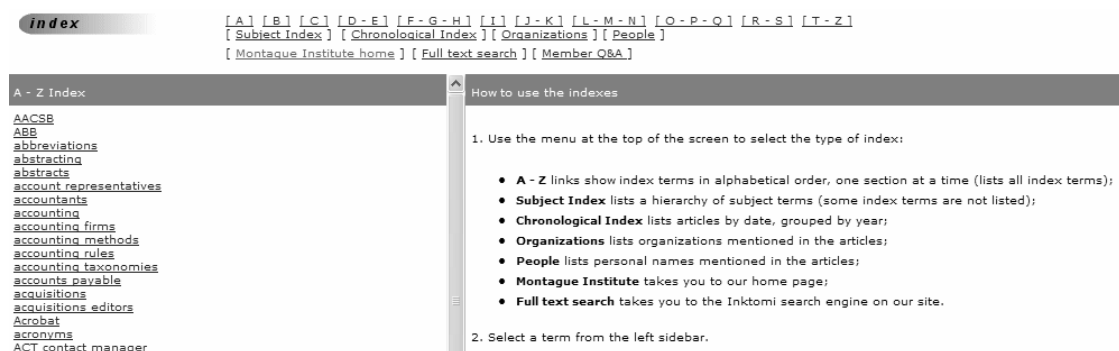 index
[ A ] [ B ] [ C ] [ D - E ] [ F - G - H ] [ I ] [ J - K ] [ L - M - N ] [ O - P - Q ] [ R - S ] [ T - Z ]
[ Subject Index ] [ Chronological Index ] [ Organizations ] [ People ]
[ Montague Institute home ] [ Full text search ] [ Member Q&A ]
A - Z Index
AACSB
ABB
abbreviations
abstracting
abstracts
account representatives
accountants
accounting
accounting firms
accounting methods
accounting rules
accounting taxonomies
accounts payable
acquisitions
acquisitions editors
Acrobat
acronyms
ACT contact manager
How to use the indexes
1. Use the menu at the top of the screen to select the type of index:
• A - Z links show index terms in alphabetical order, one section at a time (lists all index terms);
• Subject Index lists a hierarchy of subject terms (some index terms are not listed);
• Chronological Index lists articles by date, grouped by year;
• Organizations lists organizations mentioned in the articles;
• People lists personal names mentioned in the articles;
• Montague Institute takes you to our home page;
• Full text search takes you to the Inktomi search engine on our site.
2. Select a term from the left sidebar.